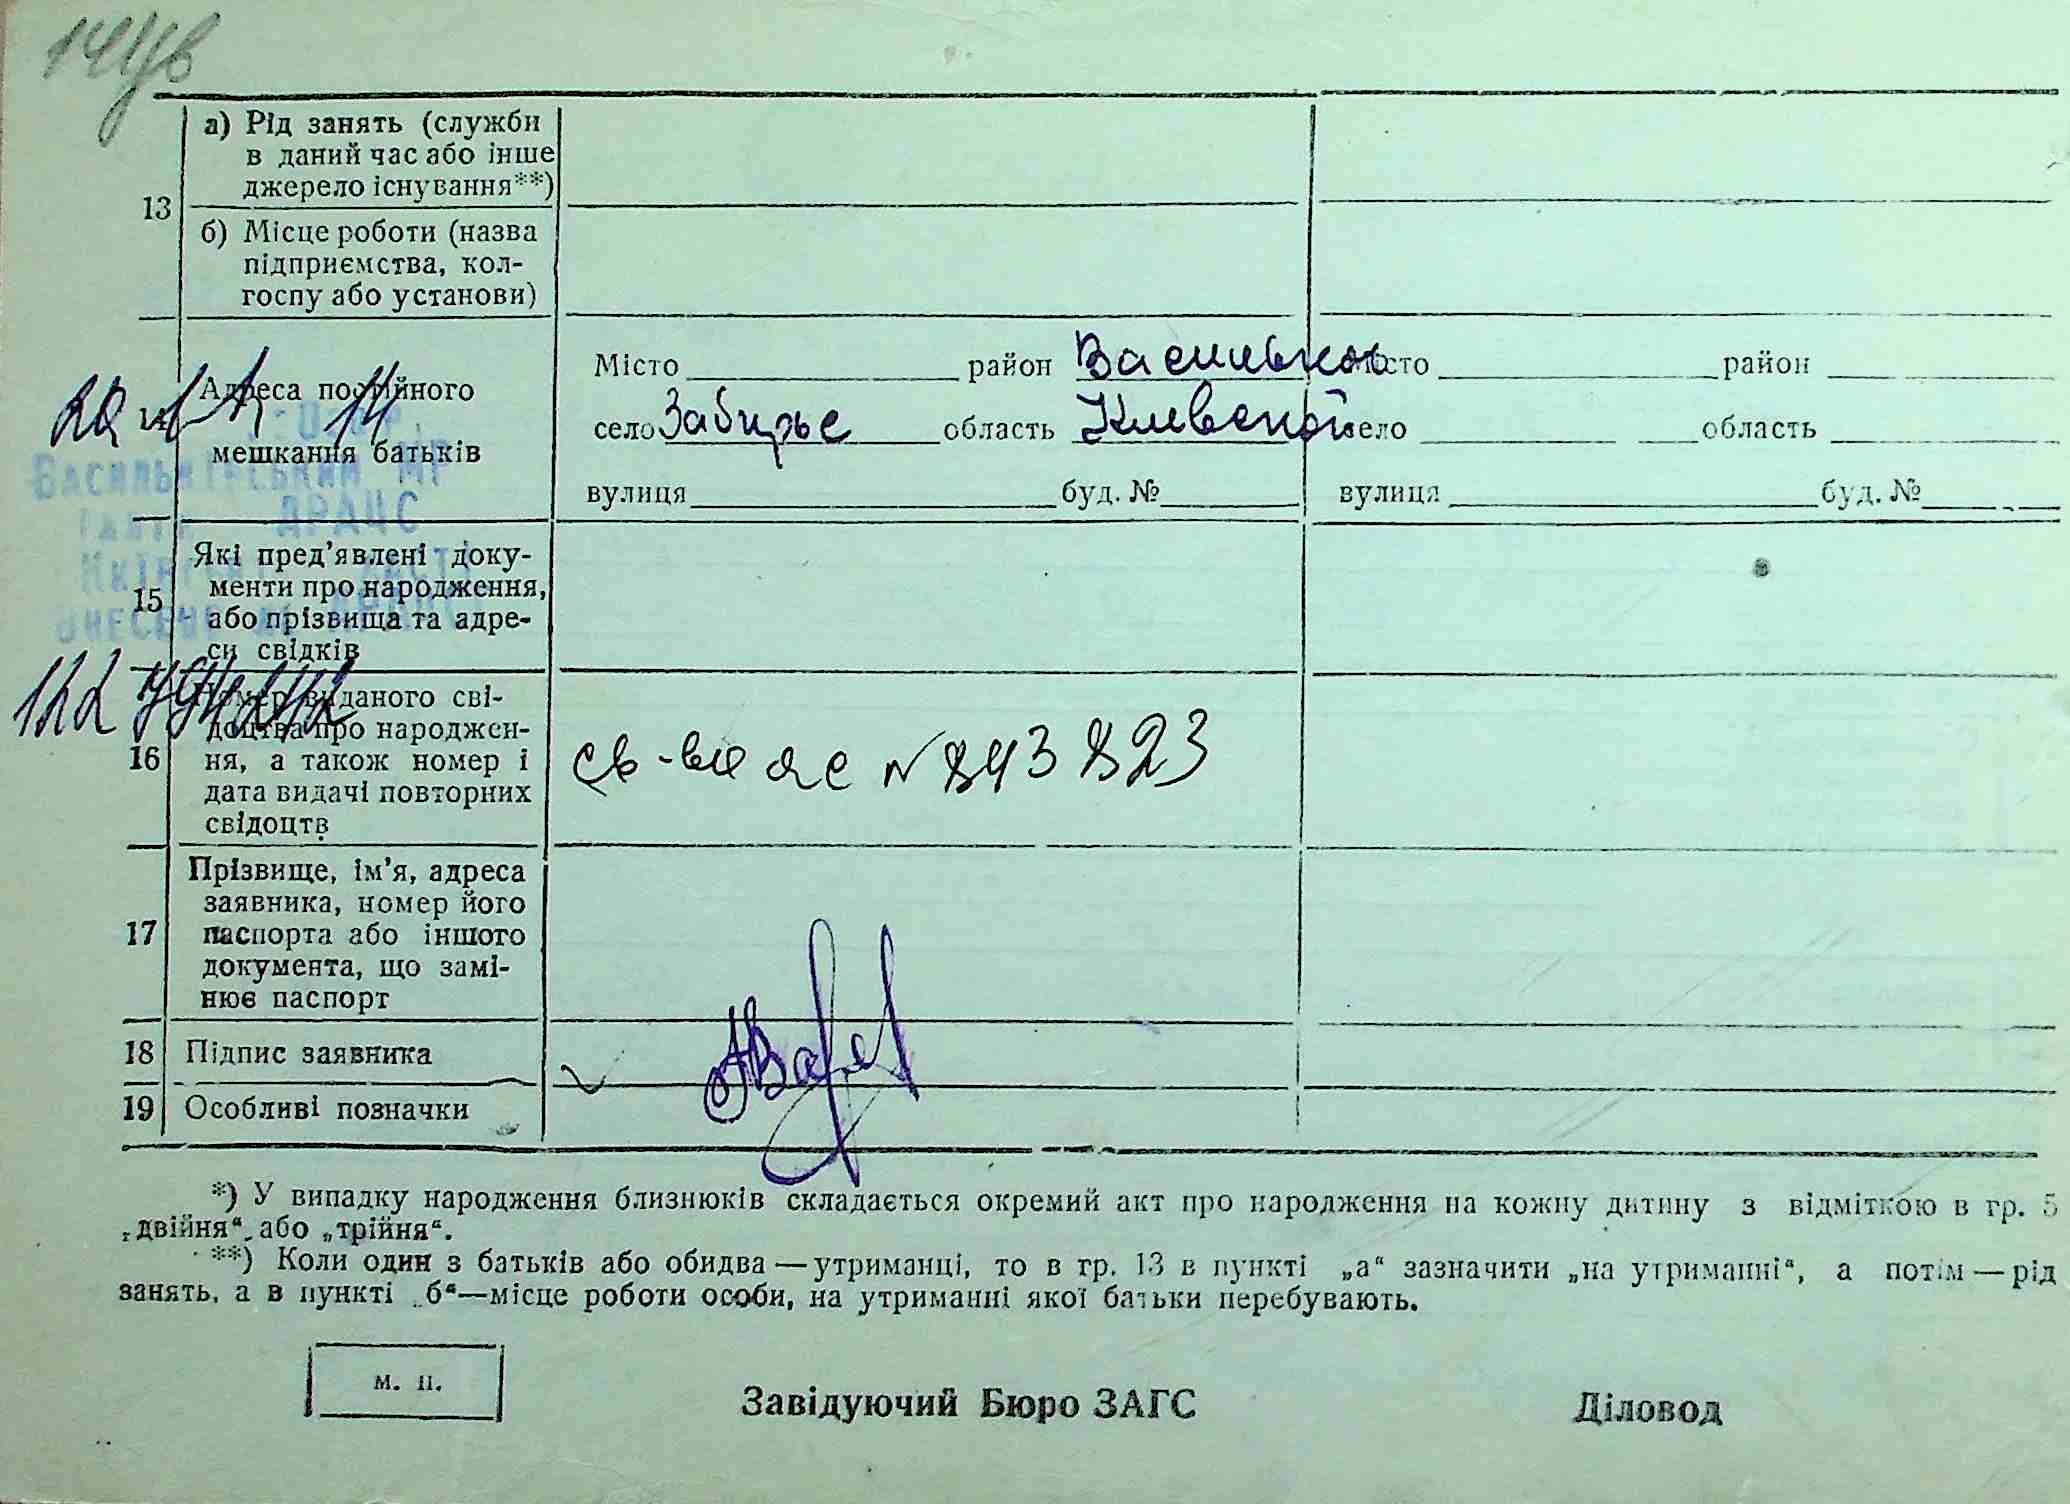 13
а) Рід занять (служби
в даний час або інше
джерело існування**)
б) Місце роботи (назва
підприємства, кол-
госпу або установи)
Адреса постійного
мешкання батьків
Місто район Васильков
село Забирье область Киевской
вулиця буд. №
Місто район
село область
вулиця буд. №
ДРАЦС
15
Які пред’явлені доку-
менти про народження,
або прізвища та адре-
си свідків
16
Номер виданого сві-
доцтва про народжен-
ня, а також номер і
дата видачі повторних
свідоцтв
св-во яс № 843823
17
Прізвище, ім’я, адреса
заявника, номер його
паспорта або іншого
документа, що замі-
нює паспорт
18 Підпис заявника
19 Особливі позначки
*) У випадку народження близнюків складається окремий акт про народження на кожну дитину з відміткою в гр. 5
„двійня“ або „трійня“.
**) Коли один з батьків або обидва — утриманці, то в гр. 13 в пункті „а“ зазначити „на утриманні“, а потім — рід
занять, а в пункті „б“—місце роботи особи, на утриманні якої батьки перебувають.
М. П.
Завідуючий Бюро ЗАГС Діловод